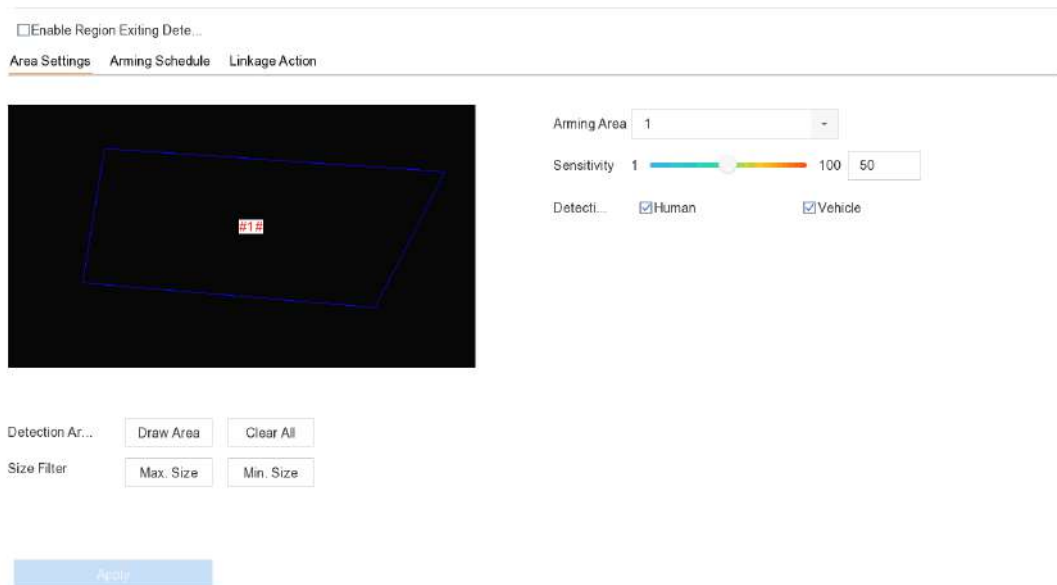 Enable Region Exiting Dete...
Area Settings Arming Schedule Linkage Action
Arming Area 1
Sensitivity 1 100 50
Detecti... Human Vehicle
#1#
Detection Ar... Draw Area Clear All
Size Filter Max. Size Min. Size
Apply